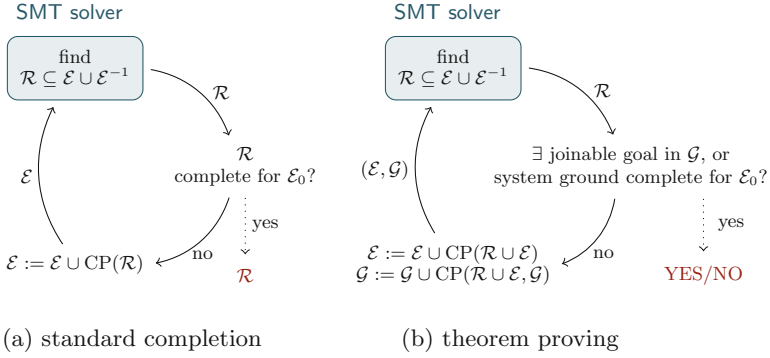 SMT solver
find
ℛ ⊆ ℰ ∪ ℰ⁻¹
ℛ
ℛ
complete for ℰ₀?
ℰ
yes
no
ℰ := ℰ ∪ CP(ℛ)
ℛ
(a) standard completion
SMT solver
find
ℛ ⊆ ℰ ∪ ℰ⁻¹
ℛ
∃ joinable goal in 𝒢, or
system ground complete for ℰ₀?
(ℰ, 𝒢)
yes
no
ℰ := ℰ ∪ CP(ℛ ∪ ℰ)
𝒢 := 𝒢 ∪ CP(ℛ ∪ ℰ, 𝒢)
YES/NO
(b) theorem proving